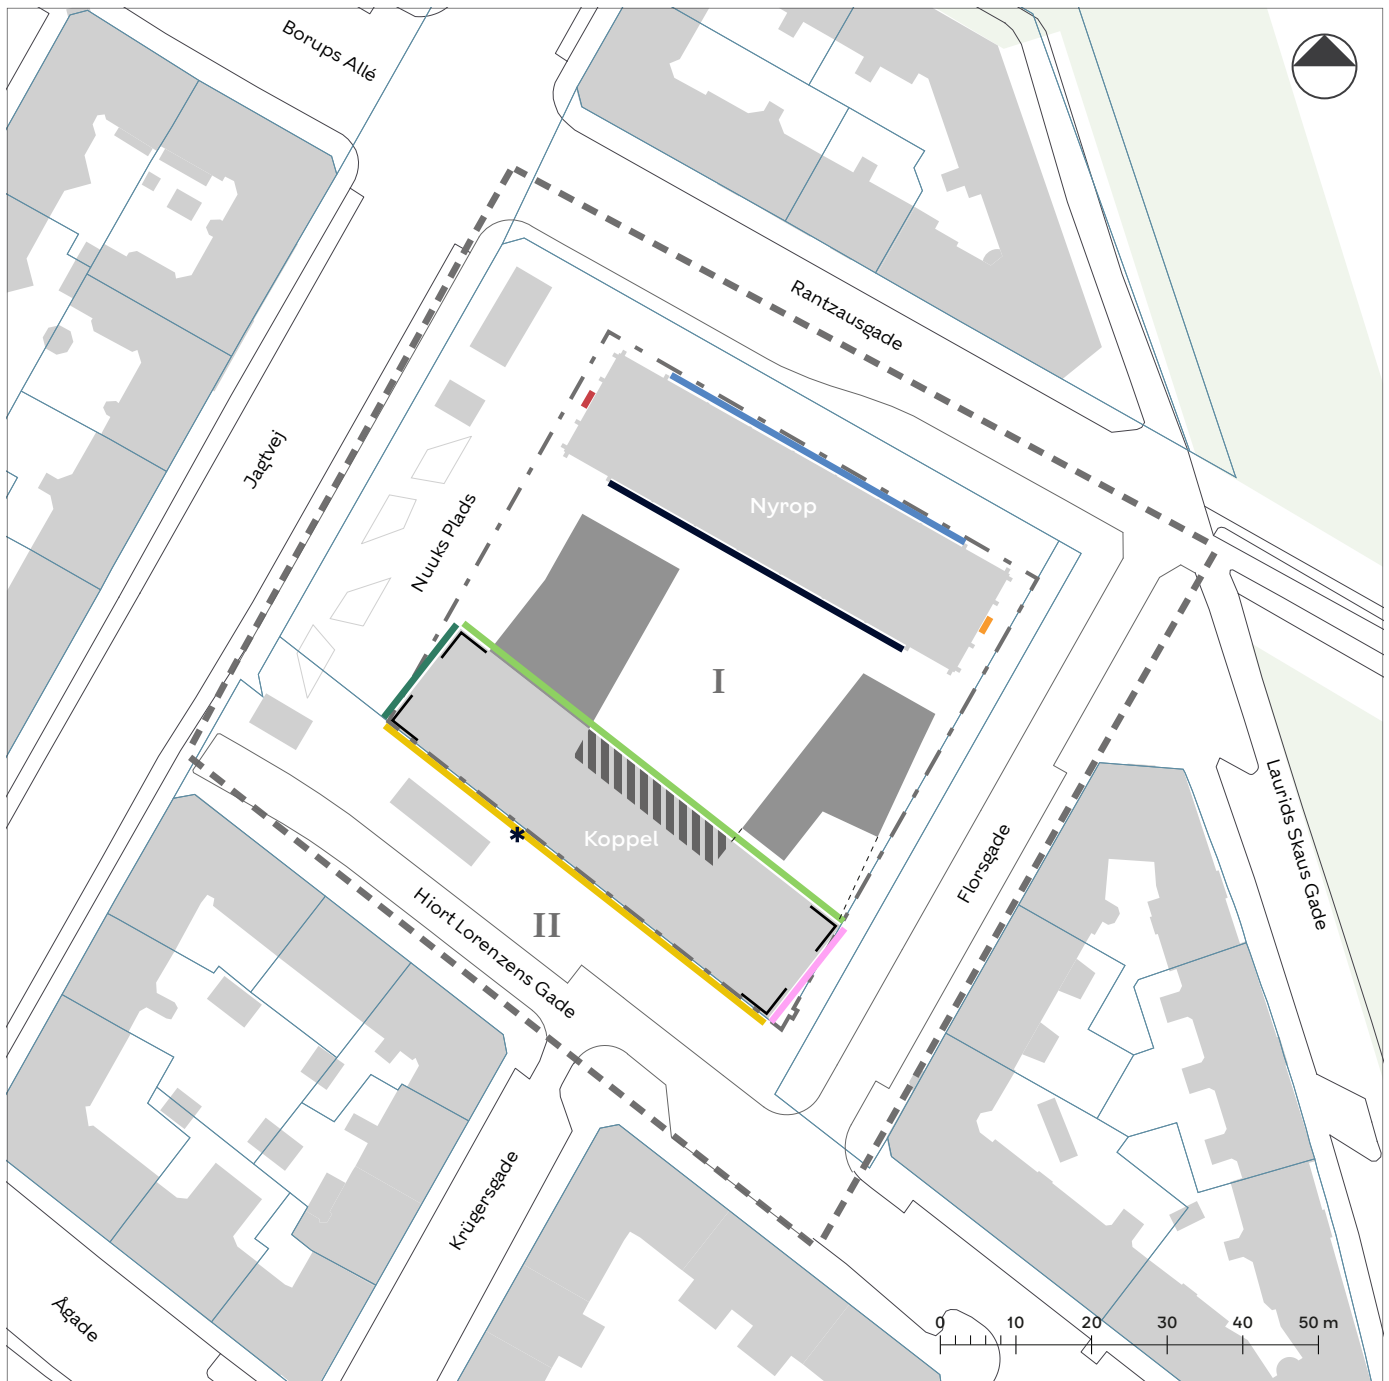 Borups Allé
Rantzausgade
Jagtvej
Nuuks Plads
Nyrop
I
Koppel
*
II
Hiort Lorenzens Gade
Florsgade
Laurids Skaus Gade
Krügersgade
Ågade
0 10 20 30 40 50 m